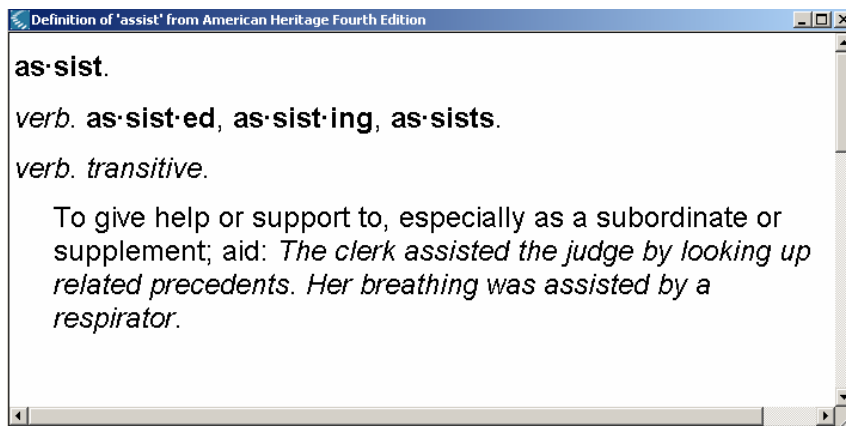 Definition of 'assist' from American Heritage Fourth Edition
as·sist.
verb. as·sist·ed, as·sist·ing, as·sists.
verb. transitive.
To give help or support to, especially as a subordinate or
supplement; aid: The clerk assisted the judge by looking up
related precedents. Her breathing was assisted by a
respirator.